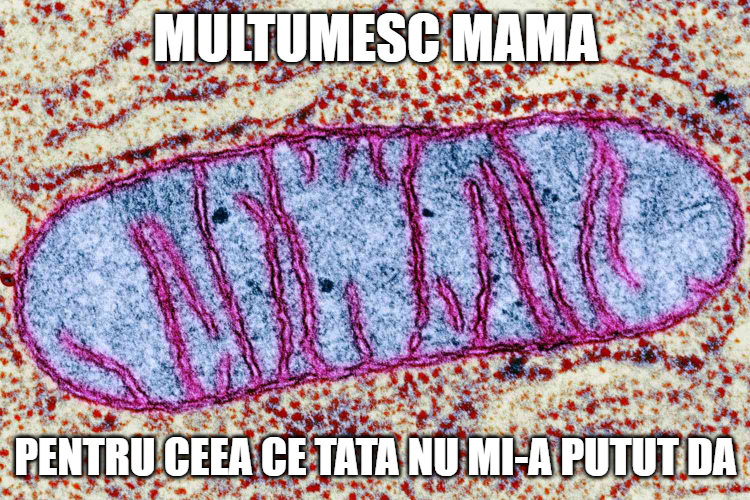 MULTUMESC MAMA
PENTRU CEEA CE TATA NU MI-A PUTUT DA